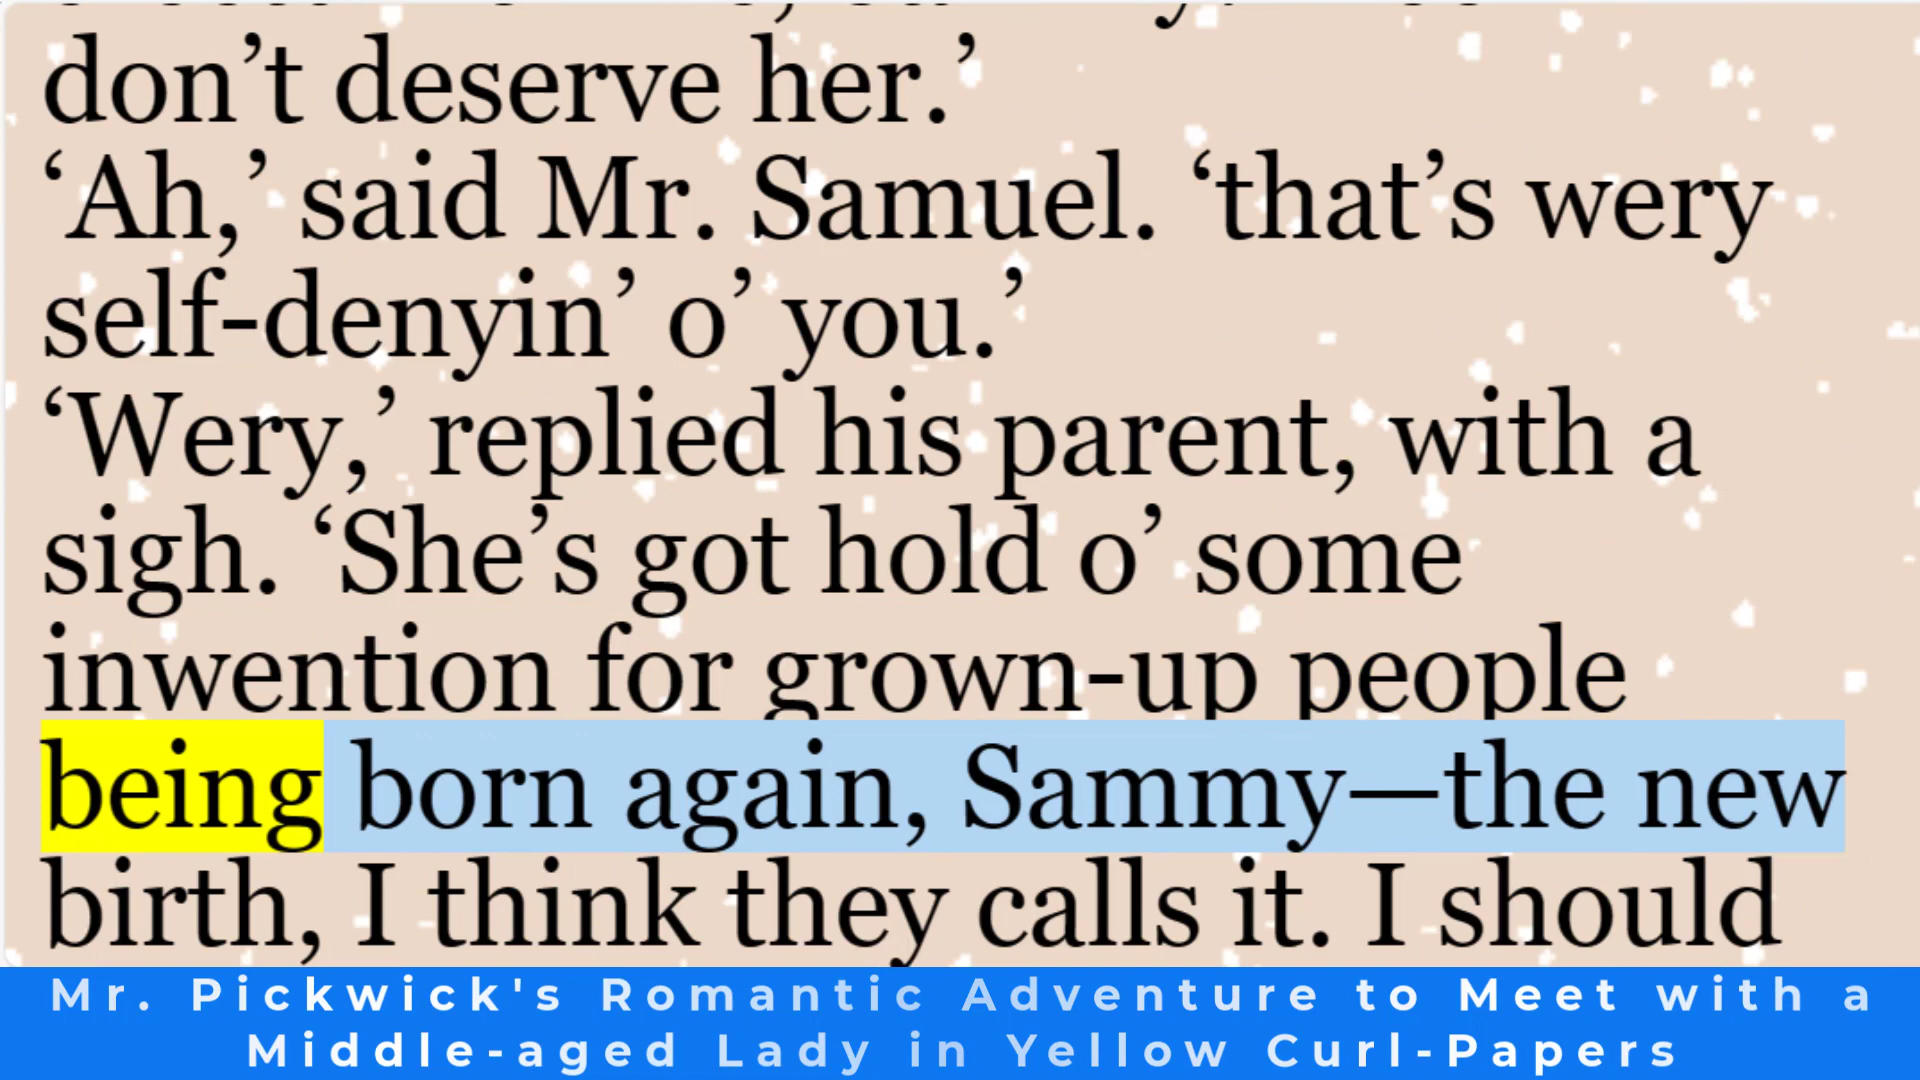 don’t deserve her.’
‘Ah,’ said Mr. Samuel. ‘that’s wery
self-denyin’ o’ you.’
‘Wery,’ replied his parent, with a
sigh. ‘She’s got hold o’ some
inwention for grown-up people
being born again, Sammy—the new
birth, I think they calls it. I should
Mr. Pickwick's Romantic Adventure to Meet with a
Middle-aged Lady in Yellow Curl-Papers